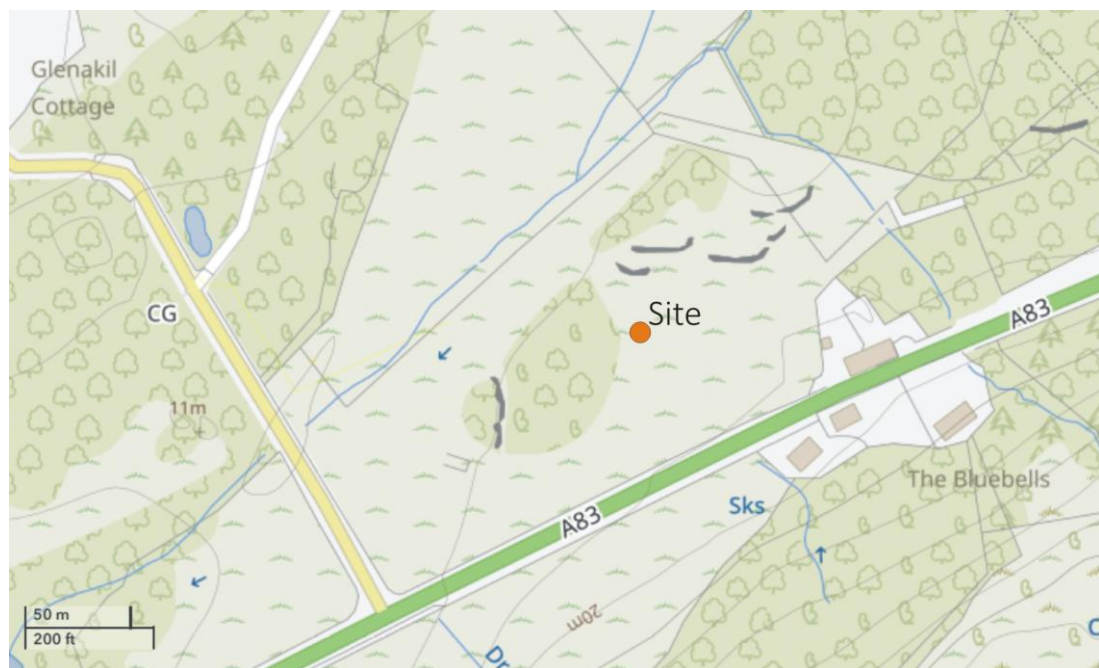 Glenakil
Cottage
CG
Site
A83
11m
The Bluebells
Sks
A83
20m
50 m
200 ft